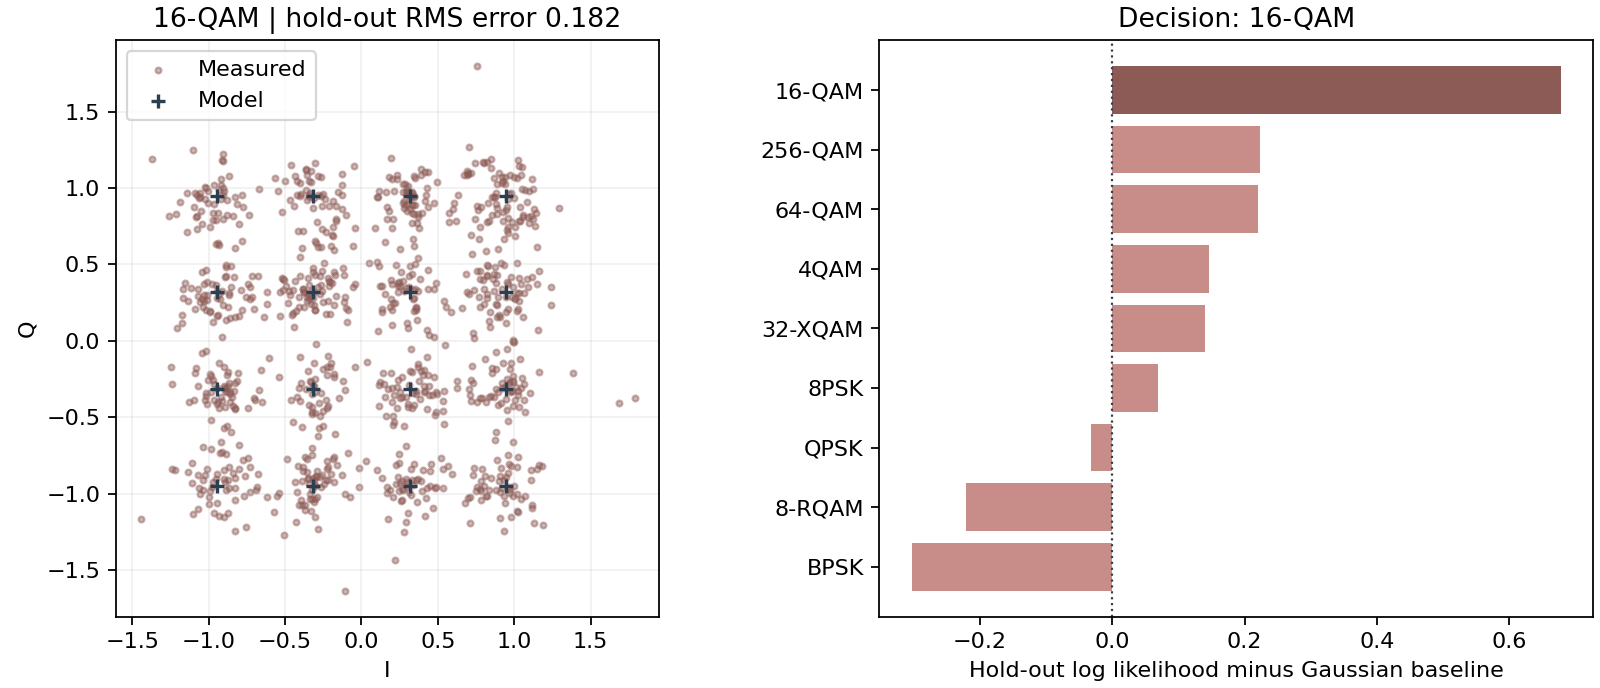 16-QAM | hold-out RMS error 0.182
Measured
Model
1.5
1.0
0.5
0.0
−0.5
−1.0
−1.5
Q
−1.5
−1.0
−0.5
0.0
0.5
1.0
1.5
I
Decision: 16-QAM
16-QAM
256-QAM
64-QAM
4QAM
32-XQAM
8PSK
QPSK
8-RQAM
BPSK
−0.2
0.0
0.2
0.4
0.6
Hold-out log likelihood minus Gaussian baseline